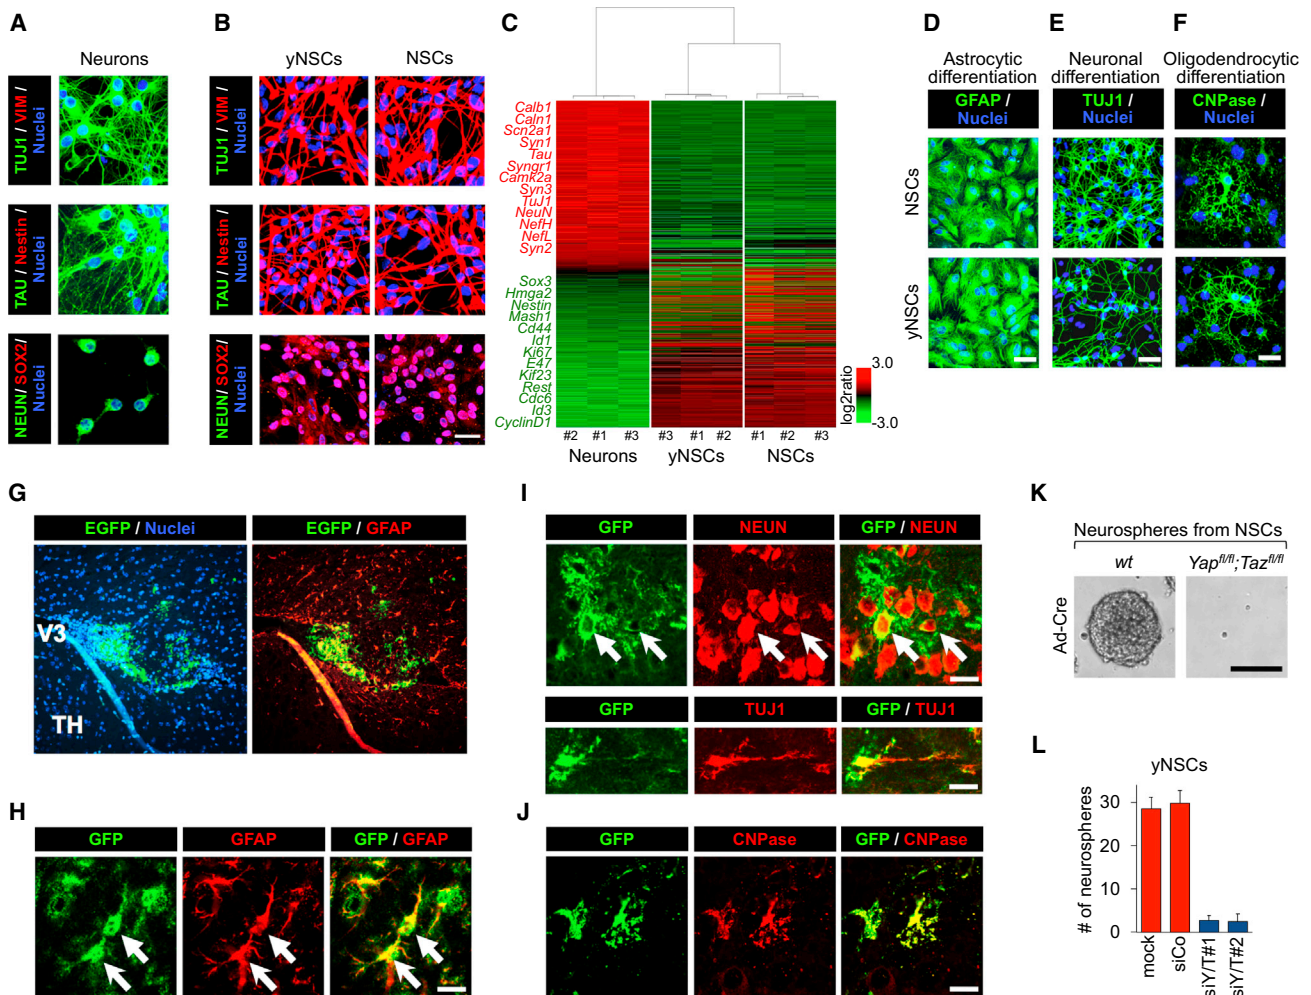 A
Neurons
TUJ1 / VIM /
Nuclei
TAU / Nestin /
Nuclei
NEUN/ SOX2/
Nuclei
B
yNSCs
NSCs
TUJ1 / VIM /
Nuclei
TAU / Nestin /
Nuclei
NEUN/ SOX2/
Nuclei
C
Calb1
Caln1
Scn2a1
Syn1
Tau
Syngr1
Camk2a
Syn3
TuJ1
NeuN
NefH
NefL
Syn2
Sox3
Hmga2
Nestin
Mash1
Cd44
Id1
Ki67
E47
Kif23
Rest
Cdc6
Id3
CyclinD1
#2 #1 #3
#3 #1 #2
#1 #2 #3
Neurons
yNSCs
NSCs
log2ratio
3.0
-3.0
D
Astrocytic
differentiation
GFAP /
Nuclei
E
Neuronal
differentiation
TUJ1 /
Nuclei
F
Oligodendrocytic
differentiation
CNPase /
Nuclei
NSCs
yNSCs
G
EGFP / Nuclei
EGFP / GFAP
V3
TH
H
GFP
GFAP
GFP / GFAP
I
GFP
NEUN
GFP / NEUN
GFP
TUJ1
GFP / TUJ1
J
GFP
CNPase
GFP / CNPase
K
Neurospheres from NSCs
wt
Yapfl/fl;Tazfl/fl
Ad-Cre
L
yNSCs
# of neurospheres
30
20
10
0
mock
siCo
siY/T#1
siY/T#2